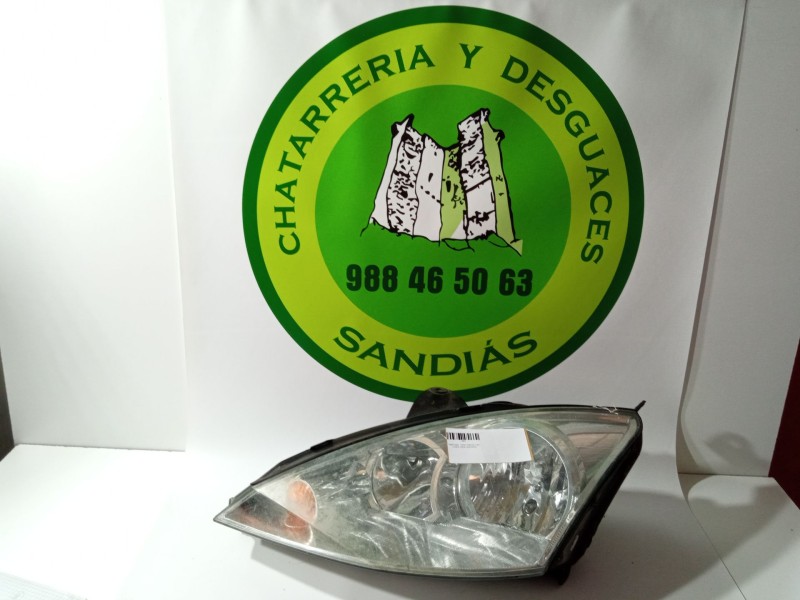 CHATARRERIA Y DESGUACES
988 46 50 63
SANDIÁS